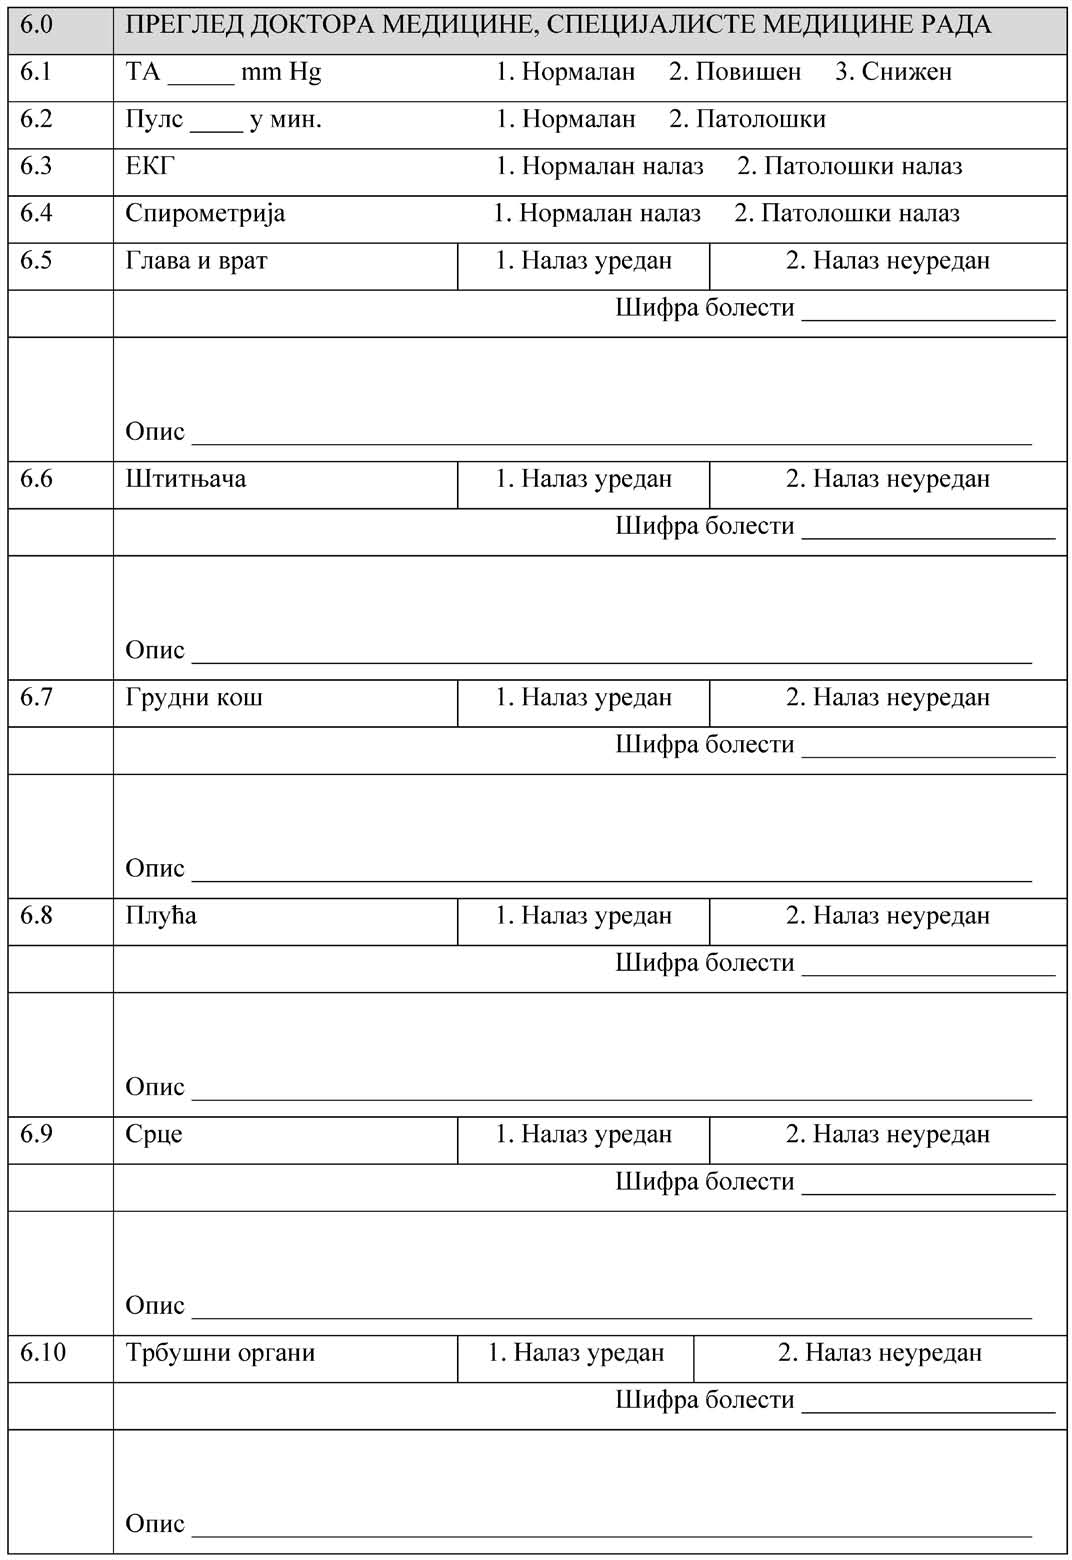 6.0 ПРЕГЛЕД ДОКТОРА МЕДИЦИНЕ, СПЕЦИЈАЛИСТЕ МЕДИЦИНЕ РАДА
6.1 ТА _____ mm Hg 1. Нормалан 2. Повишен 3. Снижен
6.2 Пулс ____ у мин. 1. Нормалан 2. Патолошки
6.3 ЕКГ 1. Нормалан налаз 2. Патолошки налаз
6.4 Спирометрија 1. Нормалан налаз 2. Патолошки налаз
6.5 Глава и врат 1. Налаз уредан 2. Налаз неуредан
Шифра болести ___________________
Опис _______________________________________________________________
6.6 Штитњача 1. Налаз уредан 2. Налаз неуредан
Шифра болести ___________________
Опис _______________________________________________________________
6.7 Грудни кош 1. Налаз уредан 2. Налаз неуредан
Шифра болести ___________________
Опис _______________________________________________________________
6.8 Плућа 1. Налаз уредан 2. Налаз неуредан
Шифра болести ___________________
Опис _______________________________________________________________
6.9 Срце 1. Налаз уредан 2. Налаз неуредан
Шифра болести ___________________
Опис _______________________________________________________________
6.10 Трбушни органи 1. Налаз уредан 2. Налаз неуредан
Шифра болести ___________________
Опис _______________________________________________________________